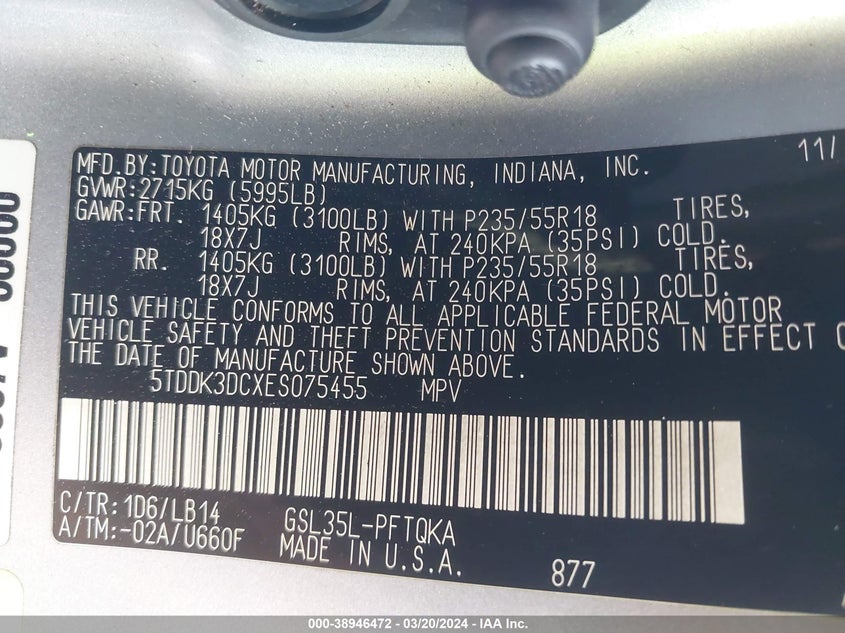 MFD. BY: TOYOTA MOTOR MANUFACTURING, INDIANA, INC. 11/
GVWR: 2715KG (5995LB)
GAWR: FRT. 1405KG (3100LB) WITH P235/55R18 TIRES,
18X7J RIMS, AT 240KPA (35PSI) COLD.
RR. 1405KG (3100LB) WITH P235/55R18 TIRES,
18X7J RIMS, AT 240KPA (35PSI) COLD.
THIS VEHICLE CONFORMS TO ALL APPLICABLE FEDERAL MOTOR
VEHICLE SAFETY AND THEFT PREVENTION STANDARDS IN EFFECT
THE DATE OF MANUFACTURE SHOWN ABOVE.
5TDDK3DCXES075455 MPV
C/TR: 1D6/LB14 GSL35L-PFTQKA
A/TM:-02A/U660F MADE IN U.S.A.
877
000-38946472 — 03/20/2024 — IAA Inc.